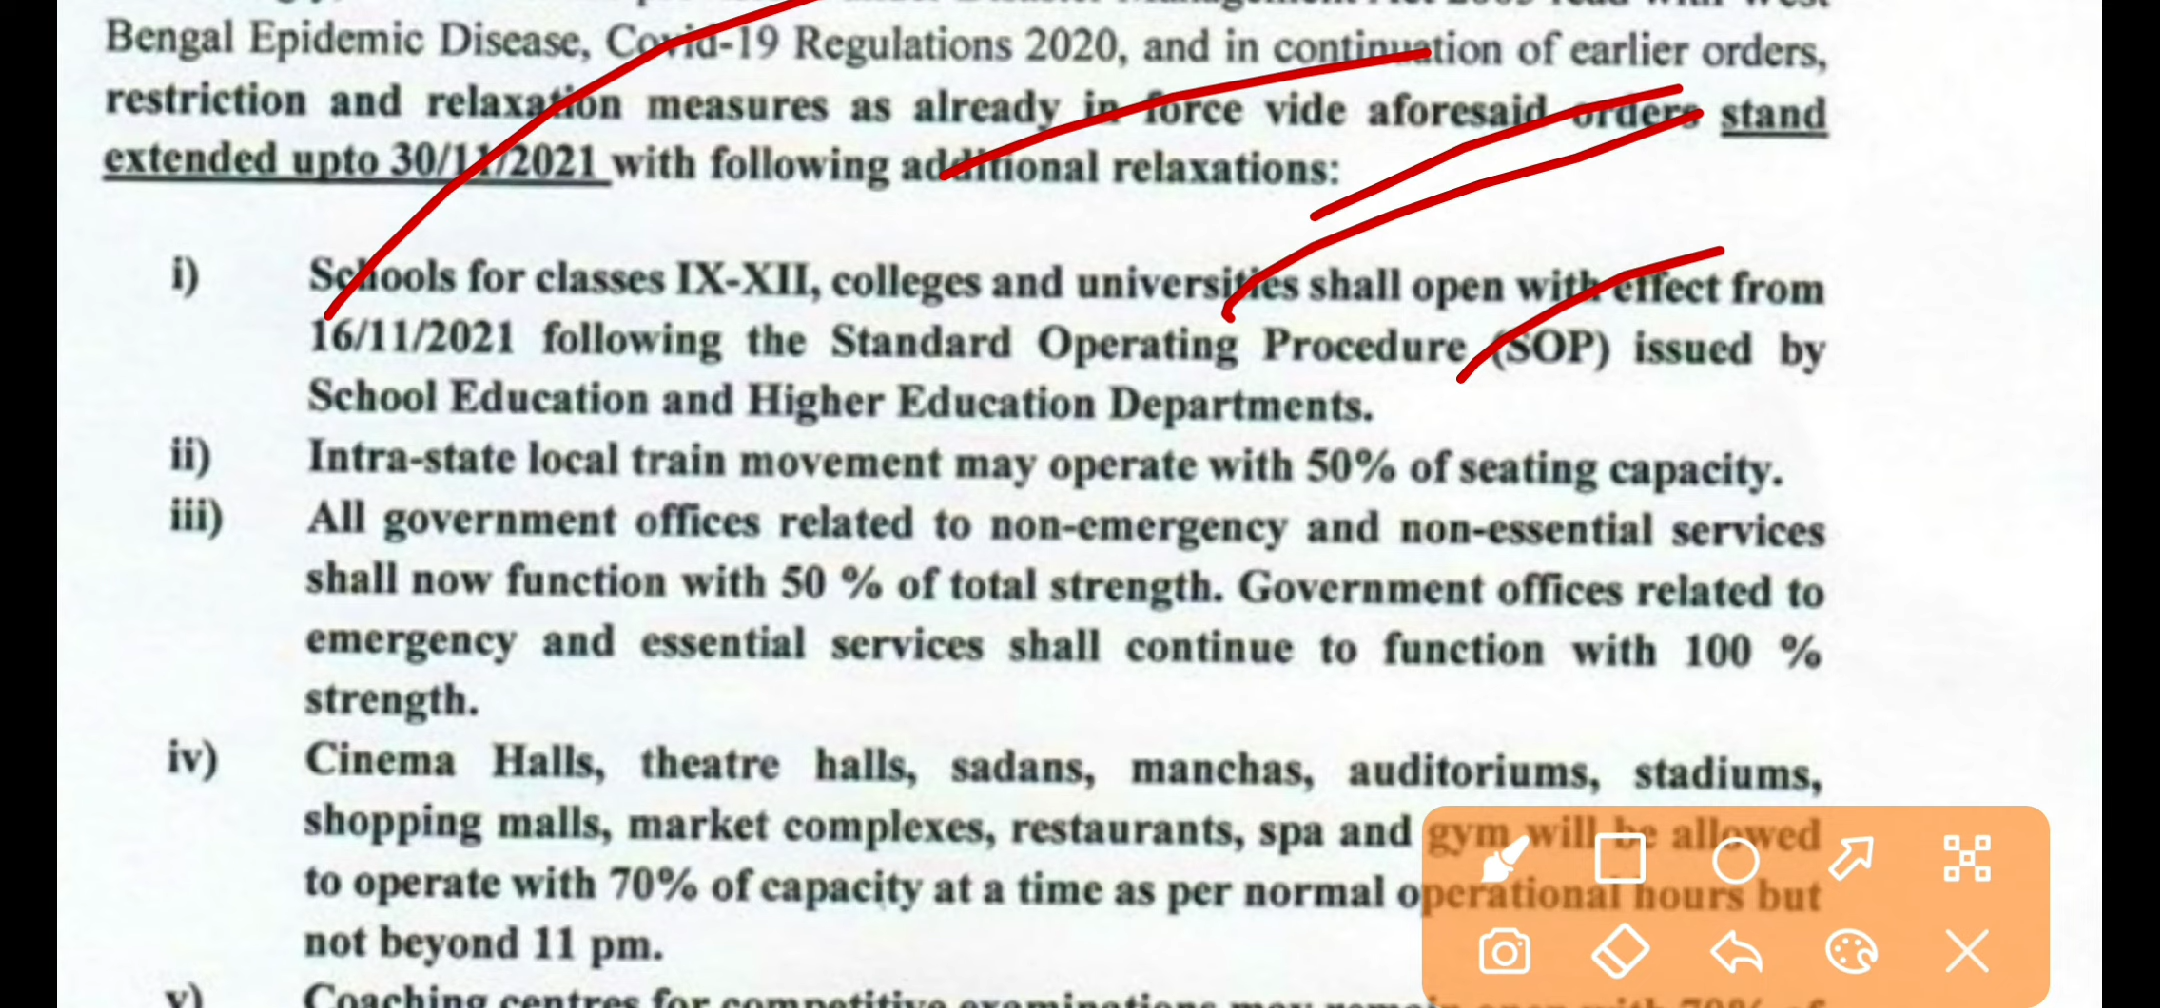 Bengal Epidemic Disease, Covid-19 Regulations 2020, and in continuation of earlier orders,
restriction and relaxation measures as already in force vide aforesaid orders stand
extended upto 30/11/2021 with following additional relaxations:
i) Schools for classes IX-XII, colleges and universities shall open with effect from
16/11/2021 following the Standard Operating Procedure (SOP) issued by
School Education and Higher Education Departments.
ii) Intra-state local train movement may operate with 50% of seating capacity.
iii) All government offices related to non-emergency and non-essential services
shall now function with 50 % of total strength. Government offices related to
emergency and essential services shall continue to function with 100 %
strength.
iv) Cinema Halls, theatre halls, sadans, manchas, auditoriums, stadiums,
shopping malls, market complexes, restaurants, spa and gym will be allowed
to operate with 70% of capacity at a time as per normal operational hours but
not beyond 11 pm.
v) Coaching centres for competitive examinations may